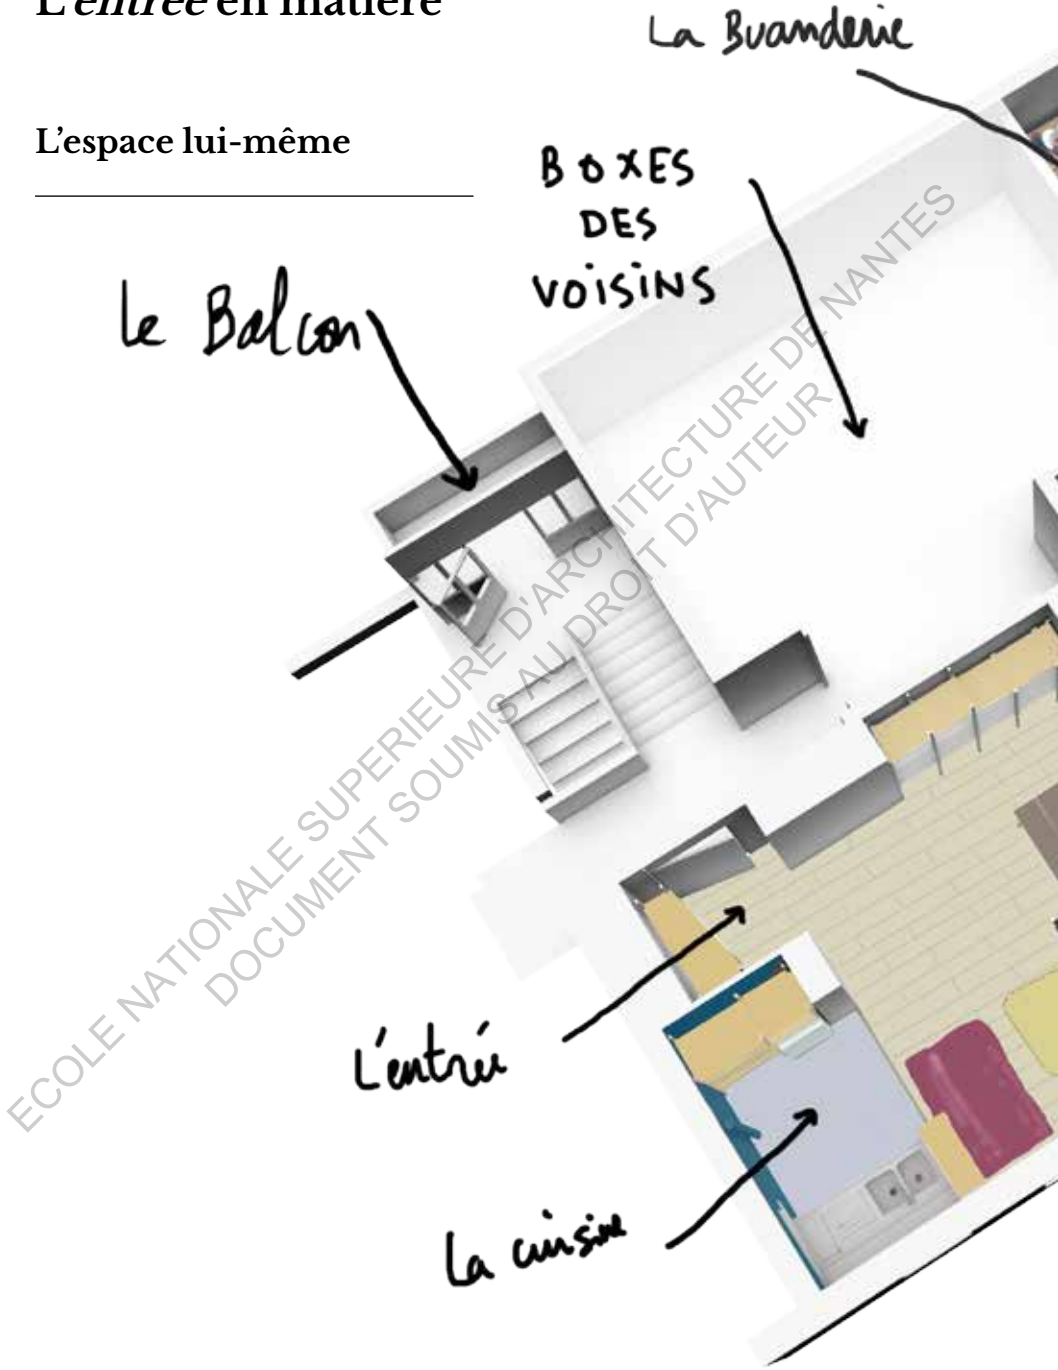 L'entrée en matière
La Buanderie
L'espace lui-même
BOXES
DES
VOISINS
Le Balcon
L'entrée
La cuisine
ECOLE NATIONALE SUPERIEURE D'ARCHITECTURE DE NANTES
DOCUMENT SOUMIS AU DROIT D'AUTEUR